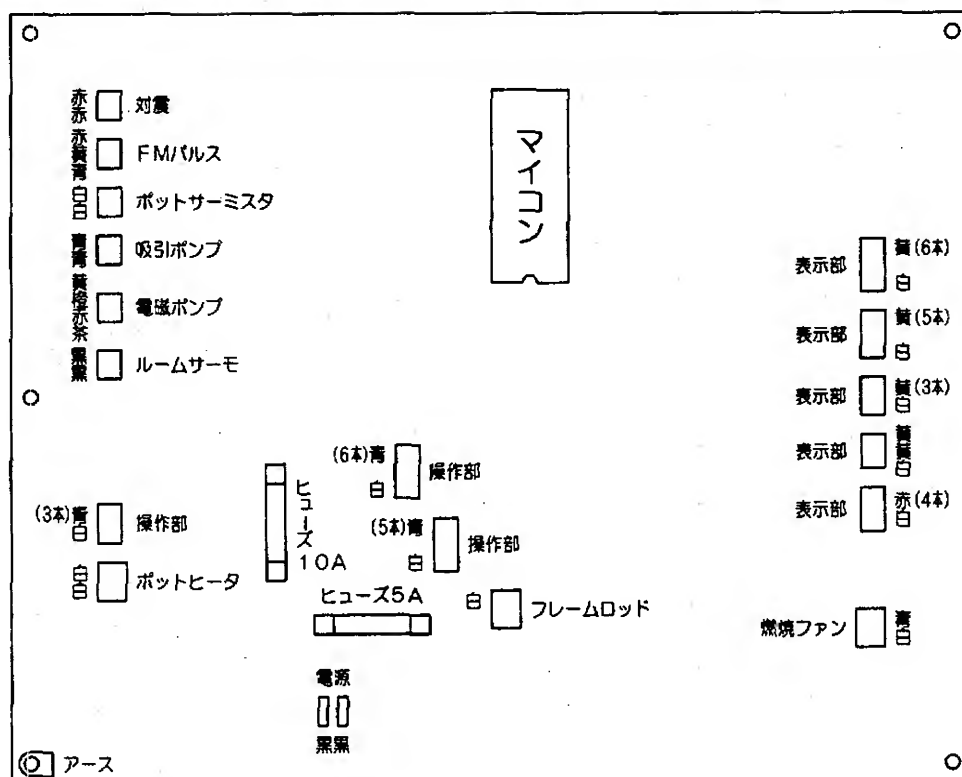 赤
赤
対震
赤
黄
青
FMパルス
白
白
ポットサーミスタ
青
青
吸引ポンプ
黄
橙
赤
茶
電磁ポンプ
黒
黒
ルームサーモ
マイコン
表示部
黄(6本)
白
表示部
黄(5本)
白
表示部
黄(3本)
白
表示部
黄
黄
白
表示部
赤(4本)
白
(3本)青
白
操作部
白
白
ポットヒータ
ヒューズ
10A
(6本)青
白
操作部
(5本)青
白
操作部
ヒューズ5A
白
フレームロッド
燃焼ファン
青
白
電源
黒黒
アース